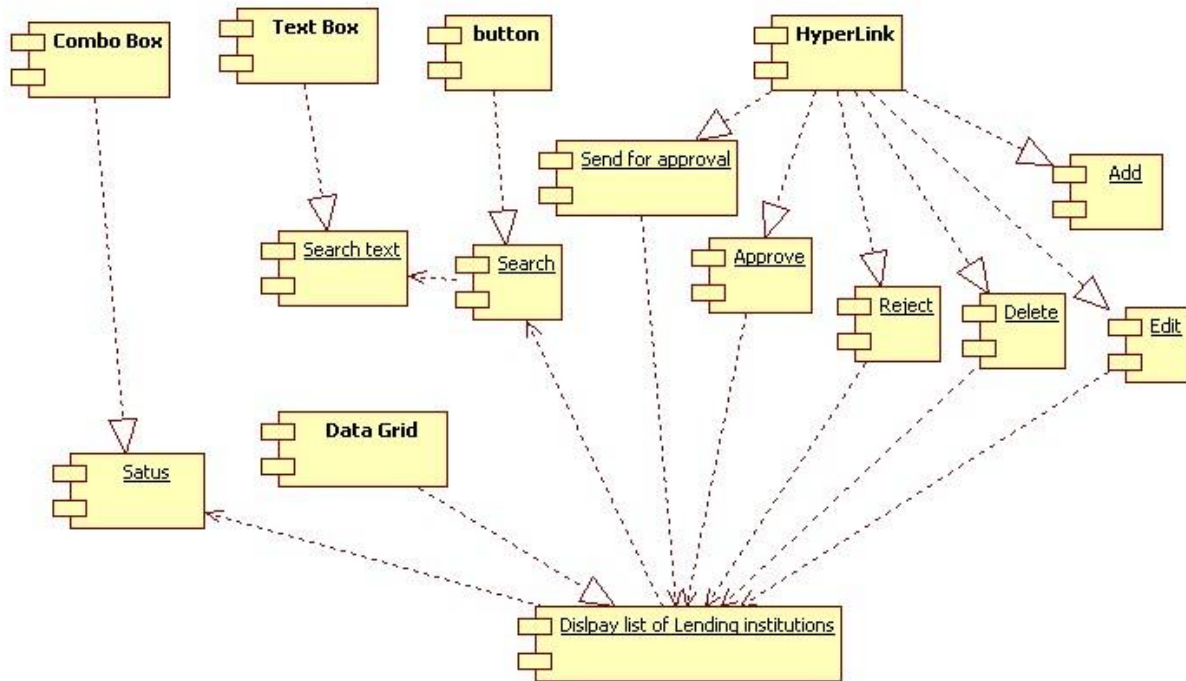 Combo Box
Text Box
button
HyperLink
Send for approval
Add
Search text
Search
Approve
Reject
Delete
Edit
Data Grid
Satus
Dislpay list of Lending institutions